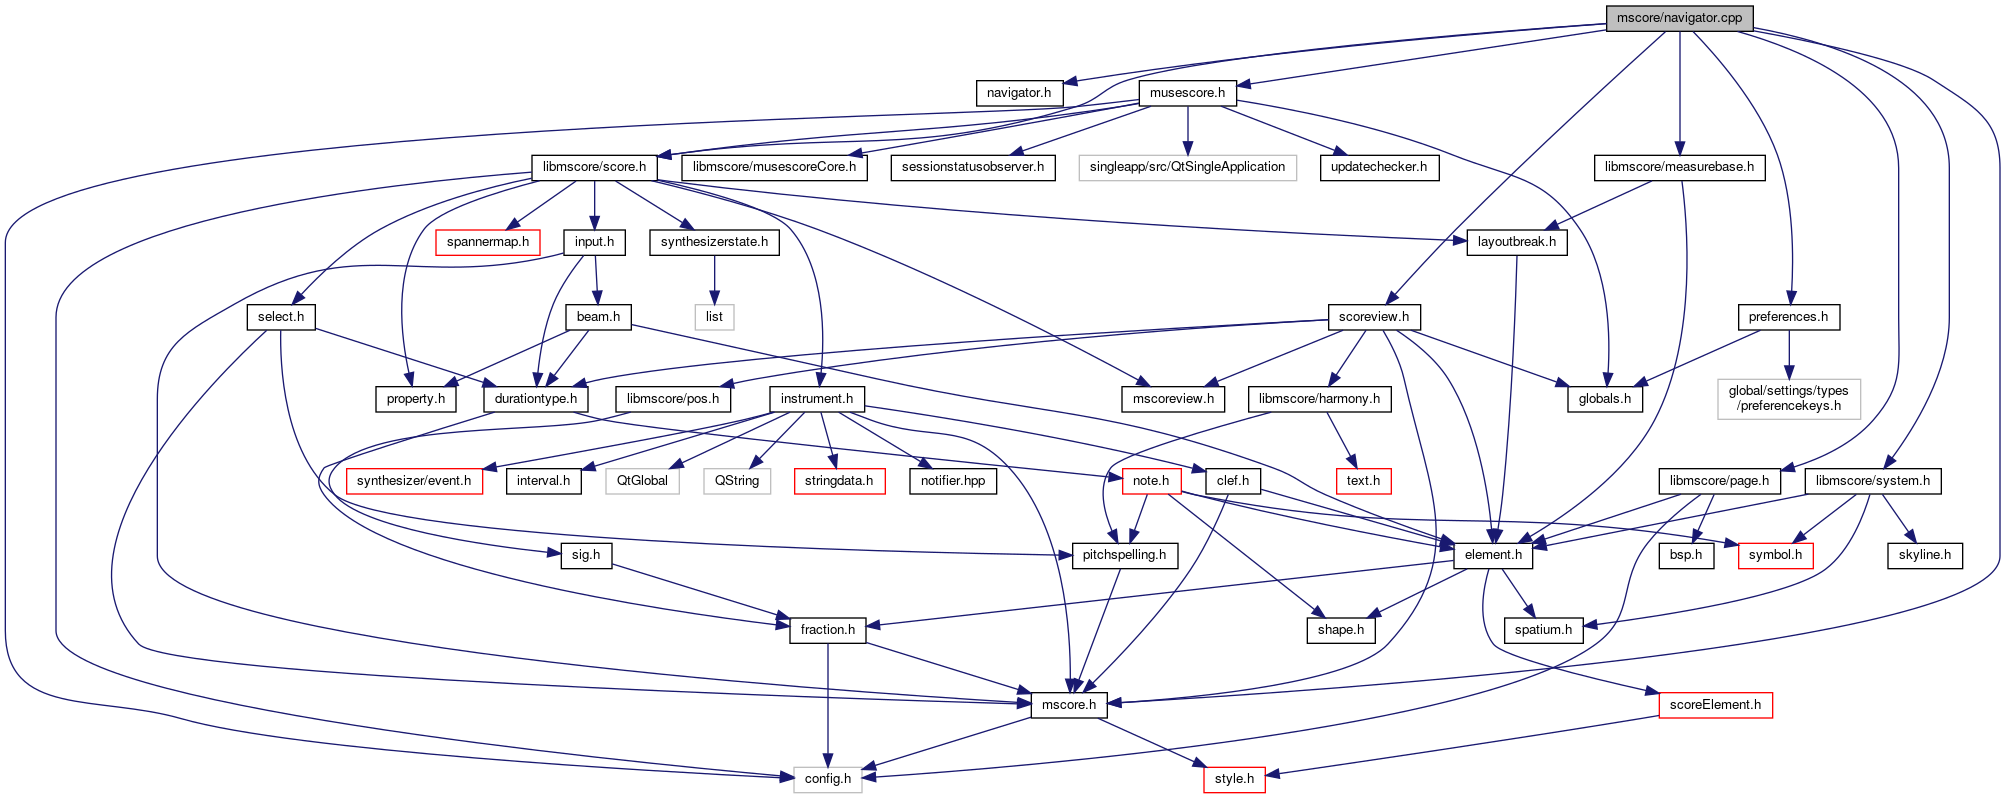 mscore/navigator.cpp
navigator.h
musescore.h
libmscore/score.h
libmscore/musescoreCore.h
sessionstatusobserver.h
singleapp/src/QtSingleApplication
updatechecker.h
libmscore/measurebase.h
spannermap.h
input.h
synthesizerstate.h
layoutbreak.h
select.h
beam.h
list
scoreview.h
preferences.h
property.h
durationtype.h
libmscore/pos.h
instrument.h
mscoreview.h
libmscore/harmony.h
globals.h
global/settings/types
/preferencekeys.h
synthesizer/event.h
interval.h
QtGlobal
QString
stringdata.h
notifier.hpp
note.h
clef.h
text.h
libmscore/page.h
libmscore/system.h
sig.h
pitchspelling.h
element.h
bsp.h
symbol.h
skyline.h
fraction.h
shape.h
spatium.h
mscore.h
scoreElement.h
config.h
style.h